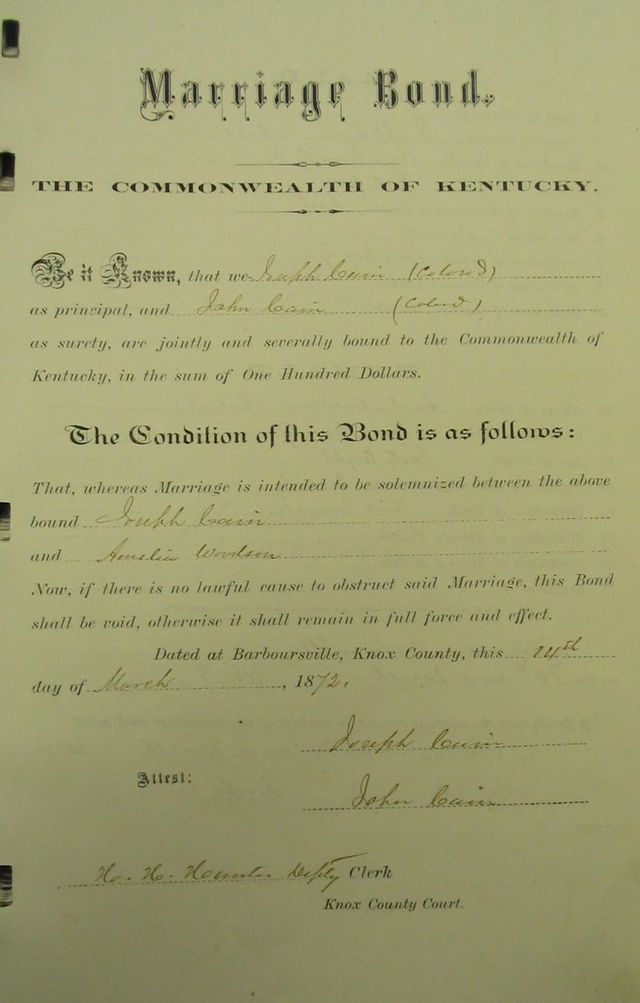 Marriage Bond.
THE COMMONWEALTH OF KENTUCKY.
Be it Known, that we Joseph Cain (Colored)
as principal, and John Cain (Colord)
as surety, are jointly and severally bound to the Commonwealth of
Kentucky, in the sum of One Hundred Dollars.
The Condition of this Bond is as follows:
That, whereas Marriage is intended to be solemnized between the above
bound Joseph Cain
and Amelia Woodson
Now, if there is no lawful cause to obstruct said Marriage, this Bond
shall be void, otherwise it shall remain in full force and effect.
Dated at Barboursville, Knox County, this 14th
day of March, 1872.
Joseph Cain
Attest:
John Cain
H. H. Depty Clerk
Knox County Court.